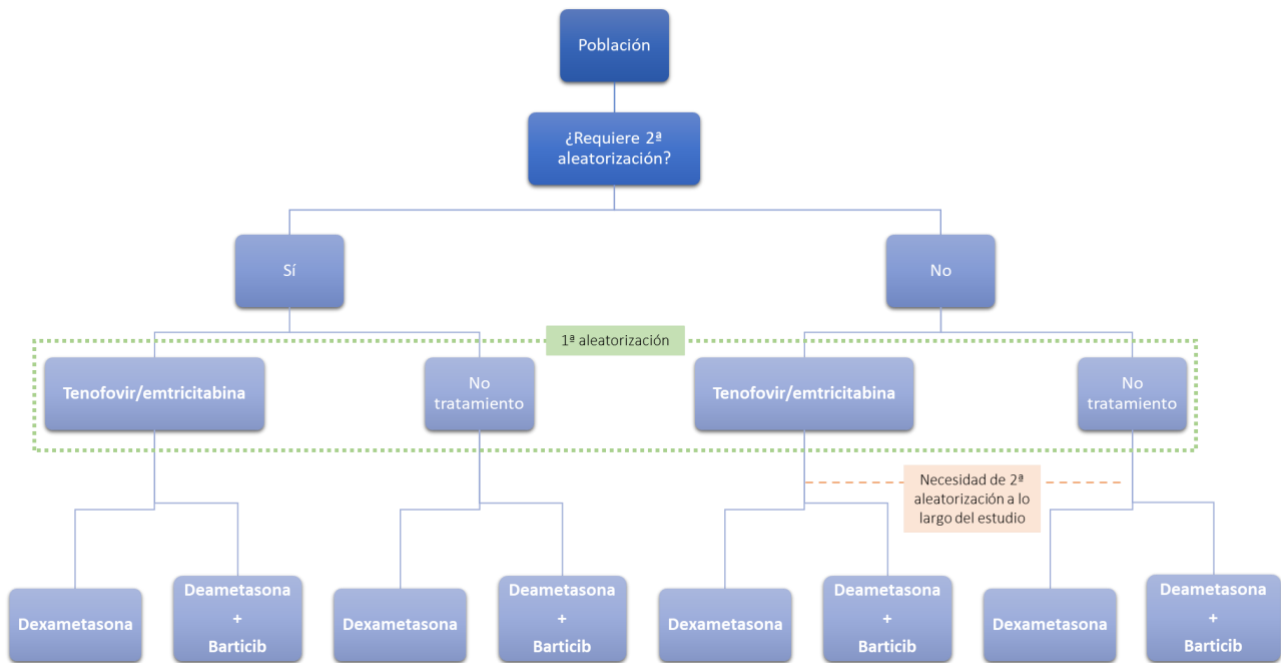 Población
¿Requiere 2ª
aleatorización?
Sí
No
1ª aleatorización
Tenofovir/emtricitabina
No
tratamiento
Tenofovir/emtricitabina
No
tratamiento
Necesidad de 2ª
aleatorización a lo
largo del estudio
Dexametasona
Deametasona
+
Barticib
Dexametasona
Deametasona
+
Barticib
Dexametasona
Deametasona
+
Barticib
Dexametasona
Deametasona
+
Barticib